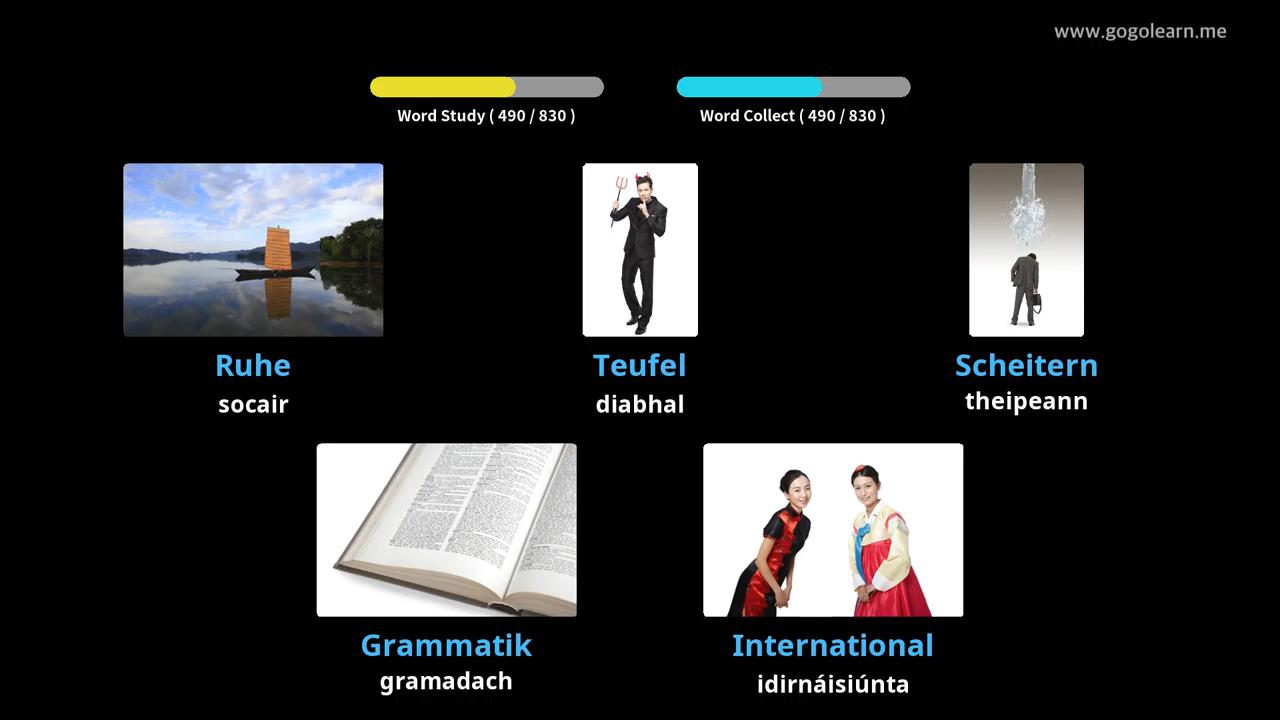 www.gogolearn.me
Word Study ( 490 / 830 )
Word Collect ( 490 / 830 )
Ruhe
socair
Teufel
diabhal
Scheitern
theipeann
Grammatik
gramadach
International
idirnáisiúnta